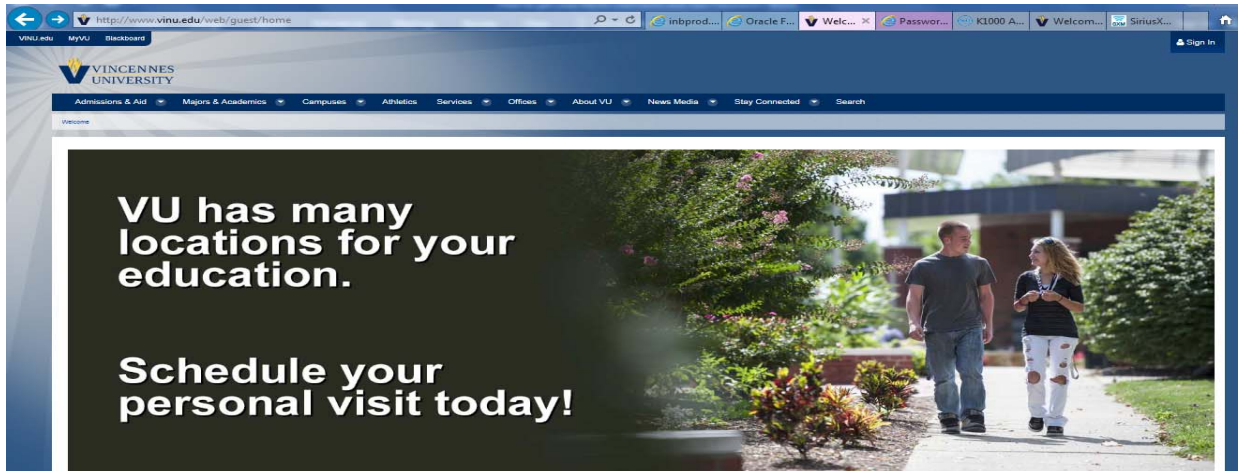 http://www.vinu.edu/web/guest/home
inbprod....
Oracle F...
Welc...
Passwor...
K1000 A...
Welcom...
SiriusX...
VINU.edu MyVU Blackboard
Sign In
VINCENNES
UNIVERSITY
Admissions & Aid Majors & Academics Campuses Athletics Services Offices About VU News Media Stay Connected Search
Welcome
VU has many
locations for your
education.
Schedule your
personal visit today!